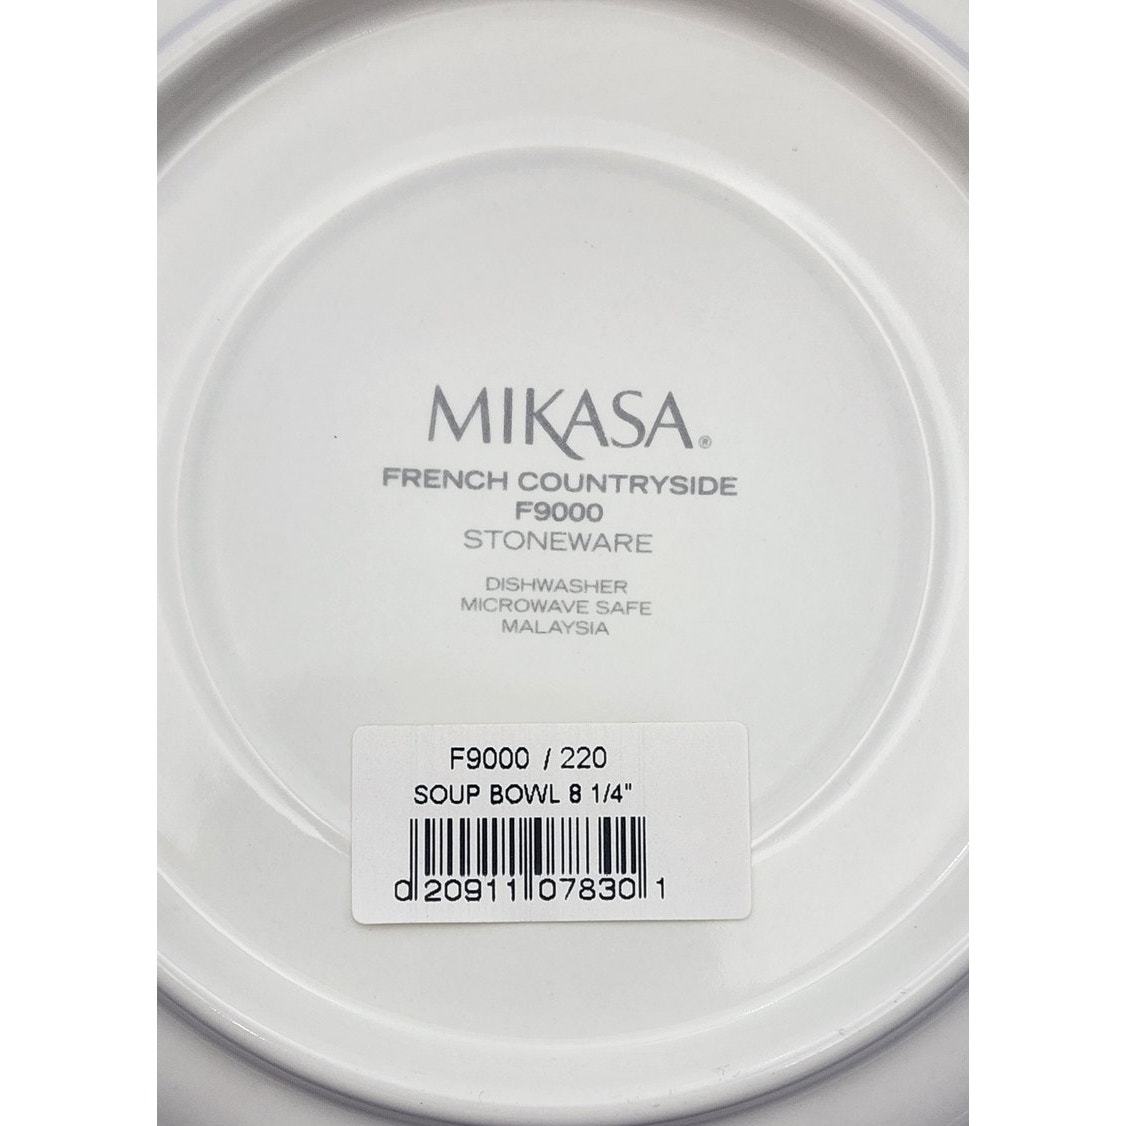 MIKASA®
FRENCH COUNTRYSIDE
F9000
STONEWARE
DISHWASHER
MICROWAVE SAFE
MALAYSIA
F9000 / 220
SOUP BOWL 8 1/4"
0 20911 07830 1